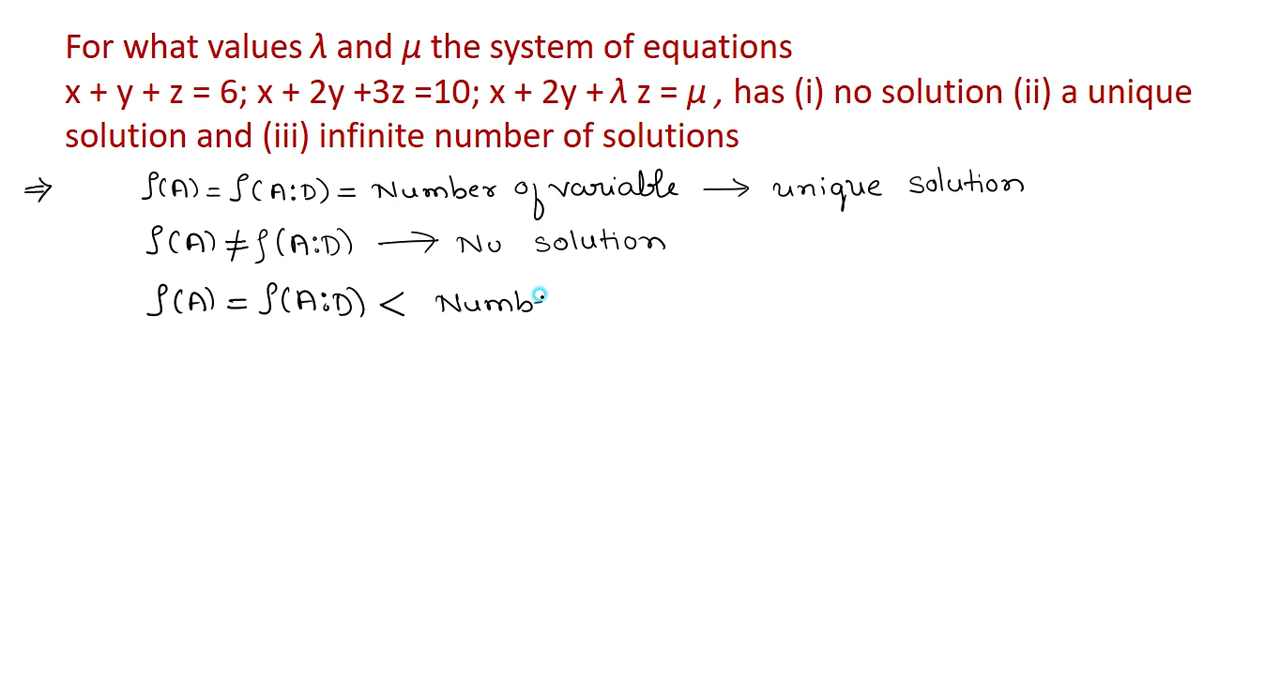 For what values λ and μ the system of equations
x + y + z = 6; x + 2y +3z =10; x + 2y + λ z = μ , has (i) no solution (ii) a unique
solution and (iii) infinite number of solutions
⇒ ρ(A) = ρ(A:D) = Number of variable → unique solution
ρ(A) ≠ ρ(A:D) → No solution
ρ(A) = ρ(A:D) < Numb